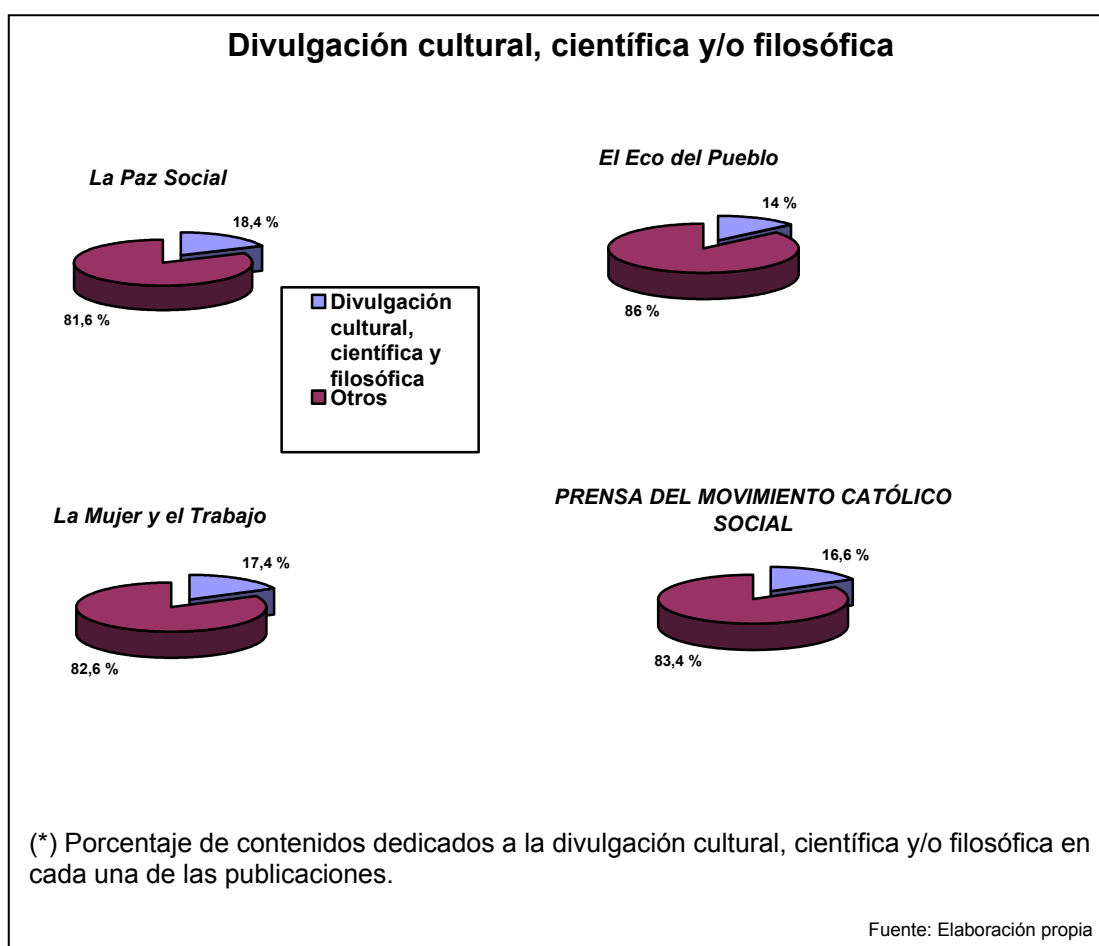 Divulgación cultural, científica y/o filosófica
La Paz Social
18,4 %
81,6 %
El Eco del Pueblo
14 %
86 %
Divulgación
cultural,
científica y
filosófica
Otros
La Mujer y el Trabajo
17,4 %
82,6 %
PRENSA DEL MOVIMIENTO CATÓLICO
SOCIAL
16,6 %
83,4 %
(*) Porcentaje de contenidos dedicados a la divulgación cultural, científica y/o filosófica en
cada una de las publicaciones.
Fuente: Elaboración propia